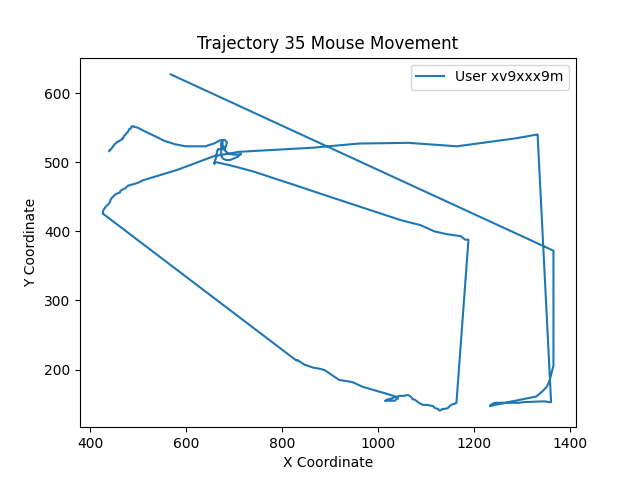 Trajectory 35 Mouse Movement
User xv9xxx9m
600
500
400
300
200
Y Coordinate
400 600 800 1000 1200 1400
X Coordinate